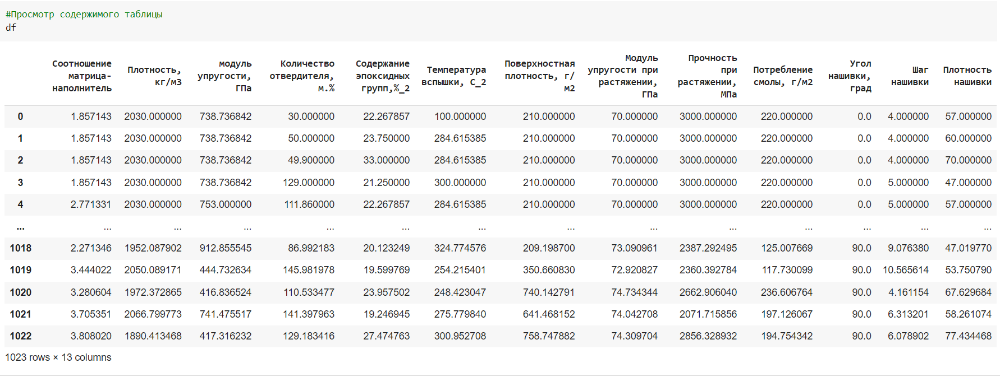 #Просмотр содержимого таблицы
df
Соотношение матрица-наполнитель Плотность, кг/м3 модуль упругости, ГПа Количество отвердителя, м.% Содержание эпоксидных групп,%_2 Температура вспышки, С_2 Поверхностная плотность, г/м2 Модуль упругости при растяжении, ГПа Прочность при растяжении, МПа Потребление смолы, г/м2 Угол нашивки, град Шаг нашивки Плотность нашивки
0 1.857143 2030.000000 738.736842 30.000000 22.267857 100.000000 210.000000 70.000000 3000.000000 220.000000 0.0 4.000000 57.000000
1 1.857143 2030.000000 738.736842 50.000000 23.750000 284.615385 210.000000 70.000000 3000.000000 220.000000 0.0 4.000000 60.000000
2 1.857143 2030.000000 738.736842 49.900000 33.000000 284.615385 210.000000 70.000000 3000.000000 220.000000 0.0 4.000000 70.000000
3 1.857143 2030.000000 738.736842 129.000000 21.250000 300.000000 210.000000 70.000000 3000.000000 220.000000 0.0 5.000000 47.000000
4 2.771331 2030.000000 753.000000 111.860000 22.267857 284.615385 210.000000 70.000000 3000.000000 220.000000 0.0 5.000000 57.000000
... ... ... ... ... ... ... ... ... ... ... ... ... ...
1018 2.271346 1952.087902 912.855545 86.992183 20.123249 324.774576 209.198700 73.090961 2387.292495 125.007669 90.0 9.076380 47.019770
1019 3.444022 2050.089171 444.732634 145.981978 19.599769 254.215401 350.660830 72.920827 2360.392784 117.730099 90.0 10.565614 53.750790
1020 3.280604 1972.372865 416.836524 110.533477 23.957502 248.423047 740.142791 74.734344 2662.906040 236.606764 90.0 4.161154 67.629684
1021 3.705351 2066.799773 741.475517 141.397963 19.246945 275.779840 641.468152 74.042708 2071.715856 197.126067 90.0 6.313201 58.261074
1022 3.808020 1890.413468 417.316232 129.183416 27.474763 300.952708 758.747882 74.309704 2856.328932 194.754342 90.0 6.078902 77.434468
1023 rows × 13 columns